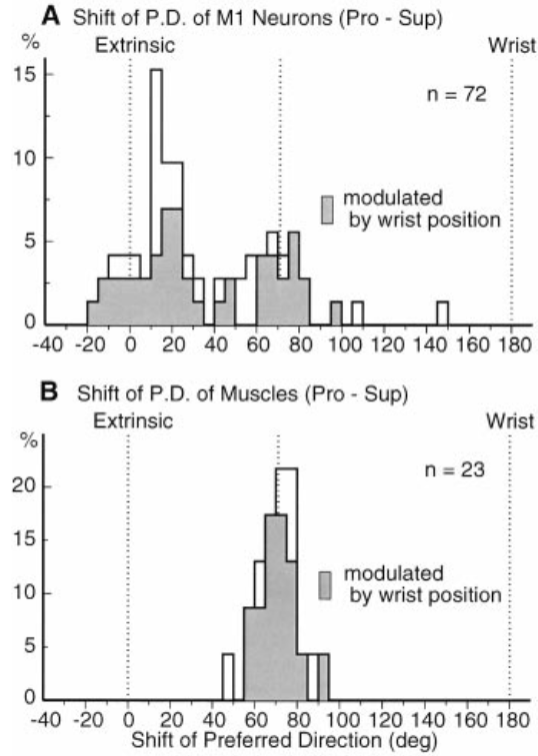 A Shift of P.D. of M1 Neurons (Pro - Sup)
% Extrinsic Wrist
15
n = 72
10
modulated
by wrist position
5
0
-40 -20 0 20 40 60 80 100 120 140 160 180
B Shift of P.D. of Muscles (Pro - Sup)
Extrinsic Wrist
%
n = 23
20
15
modulated
by wrist position
10
5
0
-40 -20 0 20 40 60 80 100 120 140 160 180
Shift of Preferred Direction (deg)